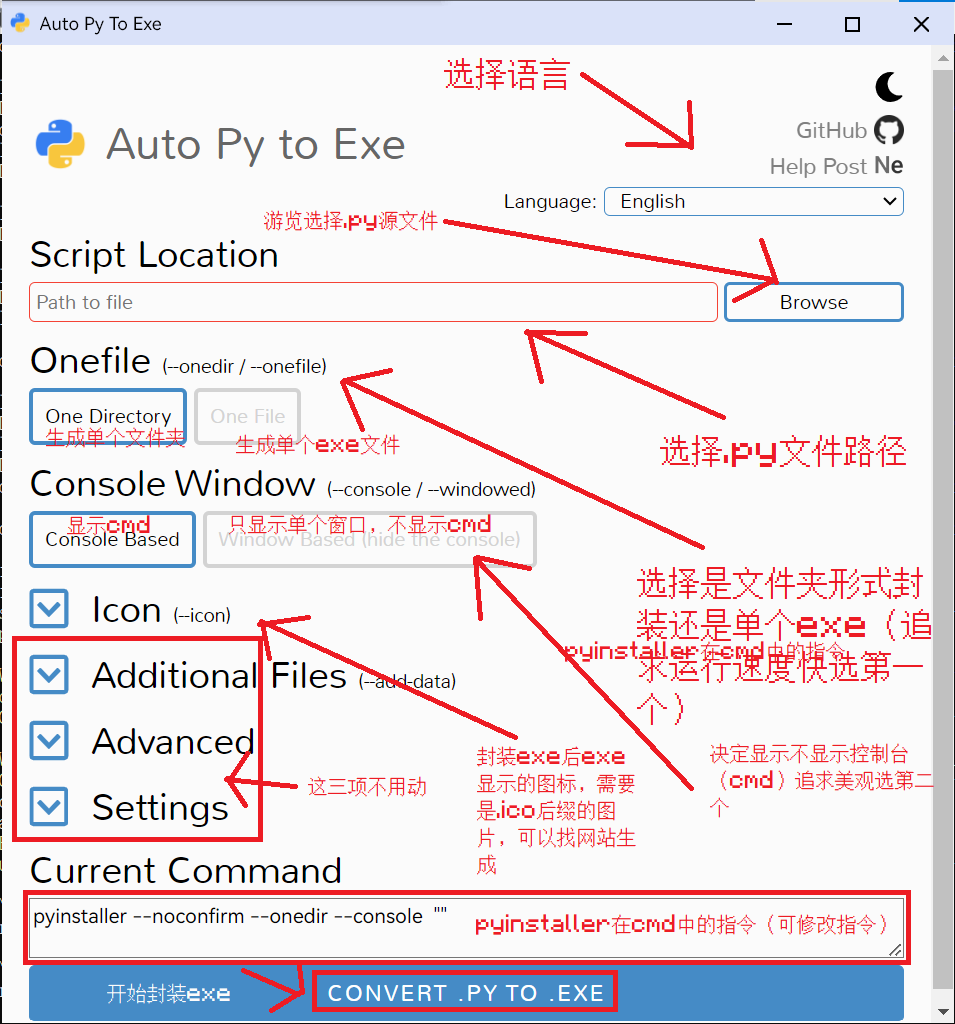 Auto Py To Exe
选择语言
Auto Py to Exe
GitHub
Help Post Ne
Language: English
游览选择.py源文件
Script Location
Path to file
Browse
Onefile (--onedir / --onefile)
One Directory
One File
生成单个文件夹
生成单个exe文件
选择.py文件路径
Console Window (--console / --windowed)
显示cmd
只显示单个窗口，不显示cmd
Console Based
Window Based (hide the console)
选择是文件夹形式封
装还是单个exe（追
求运行速度快选第一
个）
pyinstaller在cmd中的指令
Icon (--icon)
Additional Files (--add-data)
Advanced
Settings
这三项不用动
封装exe后exe
显示的图标，需要
是.ico后缀的图
片，可以找网站生
成
决定显示不显示控制台
（cmd）追求美观选第二
个
Current Command
pyinstaller --noconfirm --onedir --console ""
pyinstaller在cmd中的指令（可修改指令）
开始封装exe
CONVERT .PY TO .EXE